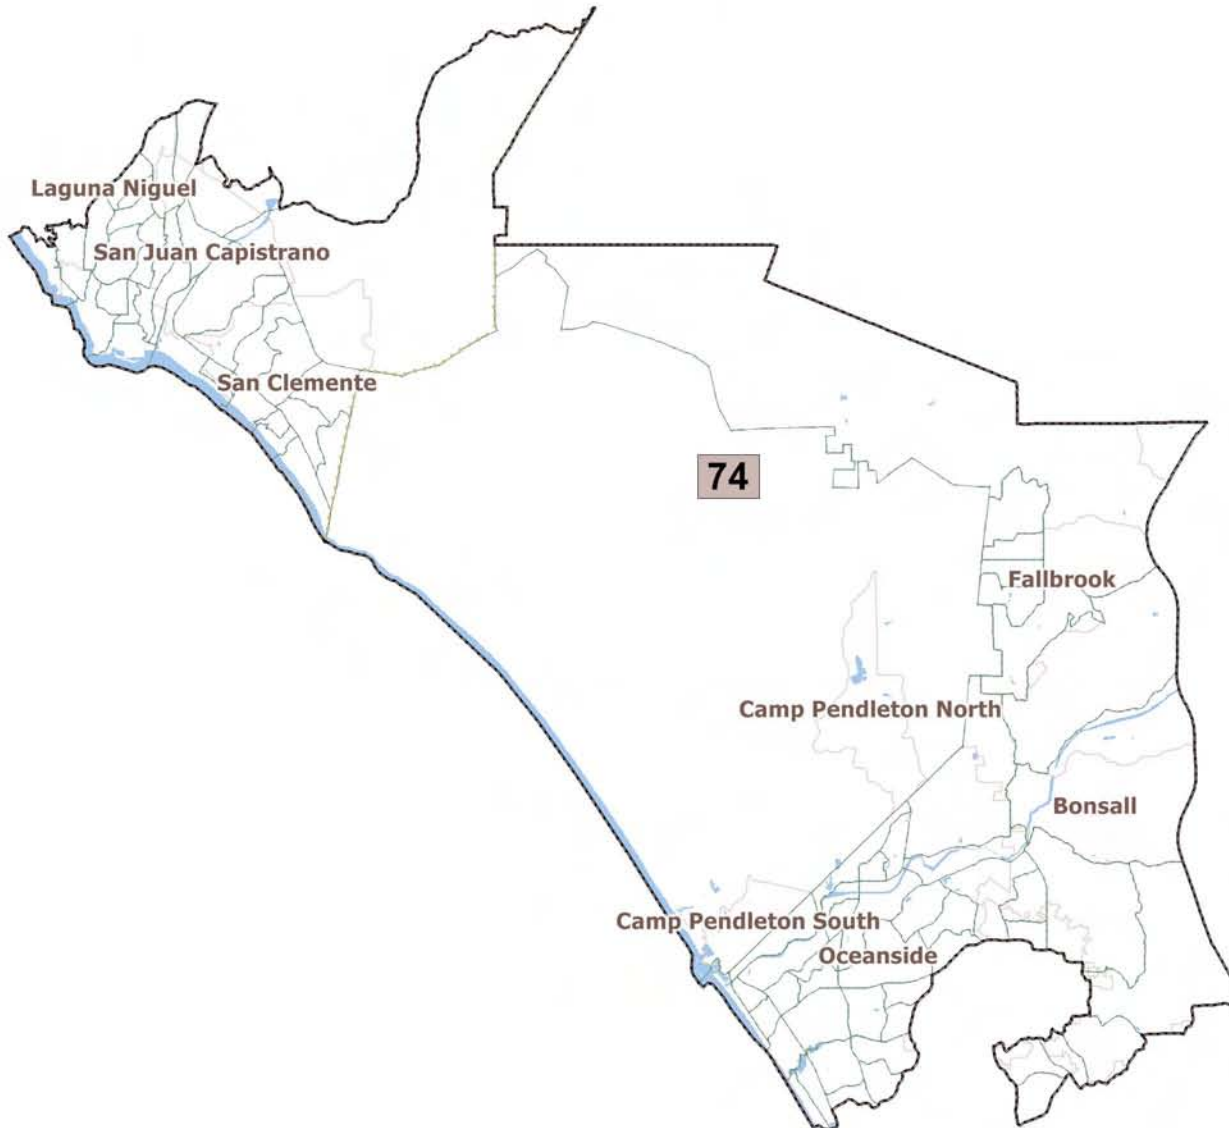 Laguna Niguel
San Juan Capistrano
San Clemente
74
Fallbrook
Camp Pendleton North
Bonsall
Camp Pendleton South
Oceanside